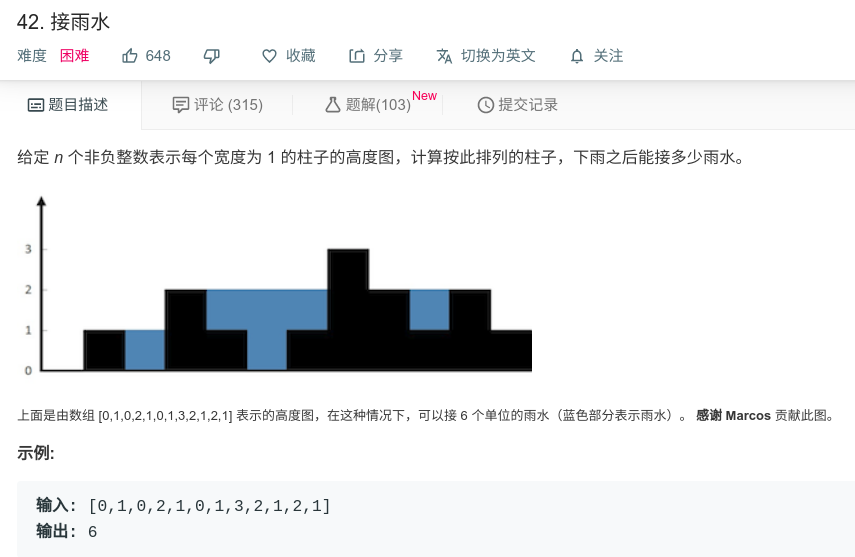 42. 接雨水
难度 困难 648 收藏 分享 切换为英文 关注
题目描述 评论 (315) 题解(103) New 提交记录
给定 n 个非负整数表示每个宽度为 1 的柱子的高度图，计算按此排列的柱子，下雨之后能接多少雨水。
3
2
1
0
上面是由数组 [0,1,0,2,1,0,1,3,2,1,2,1] 表示的高度图，在这种情况下，可以接 6 个单位的雨水（蓝色部分表示雨水）。 感谢 Marcos 贡献此图。
示例:
输入: [0,1,0,2,1,0,1,3,2,1,2,1]
输出: 6